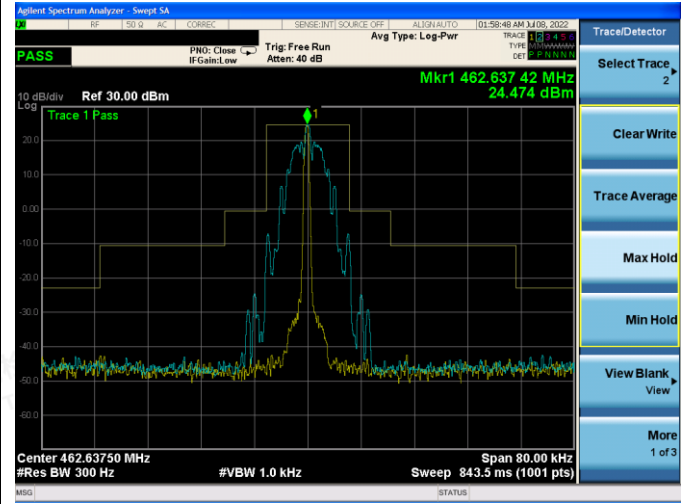 Agilent Spectrum Analyzer - Swept SA
RF 50 Ω AC CORREC SENSE:INT SOURCE OFF ALIGN AUTO 01:58:48 AM Jul 08, 2022
Avg Type: Log-Pwr
TRACE 1 2 3 4 5 6
TYPE MMWWWW
DET P P N N N N
PASS
PNO: Close
IFGain:Low
Trig: Free Run
Atten: 40 dB
Mkr1 462.637 42 MHz
24.474 dBm
10 dB/div
Log
Ref 30.00 dBm
Trace 1 Pass
1
20.0
10.0
0.00
-10.0
-20.0
-30.0
-40.0
-50.0
-60.0
Center 462.63750 MHz
Span 80.00 kHz
#Res BW 300 Hz
#VBW 1.0 kHz
Sweep 843.5 ms (1001 pts)
MSG
STATUS
Trace/Detector
Select Trace
2
Clear Write
Trace Average
Max Hold
Min Hold
View Blank
View
More
1 of 3